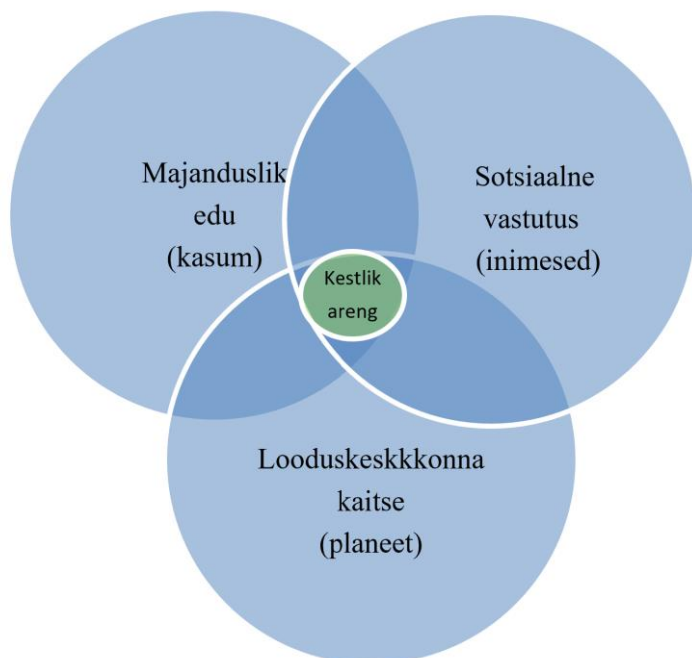 Majanduslik
edu
(kasum)
Sotsiaalne
vastutus
(inimesed)
Kestlik
areng
Looduskeskkkonna
kaitse
(planeet)